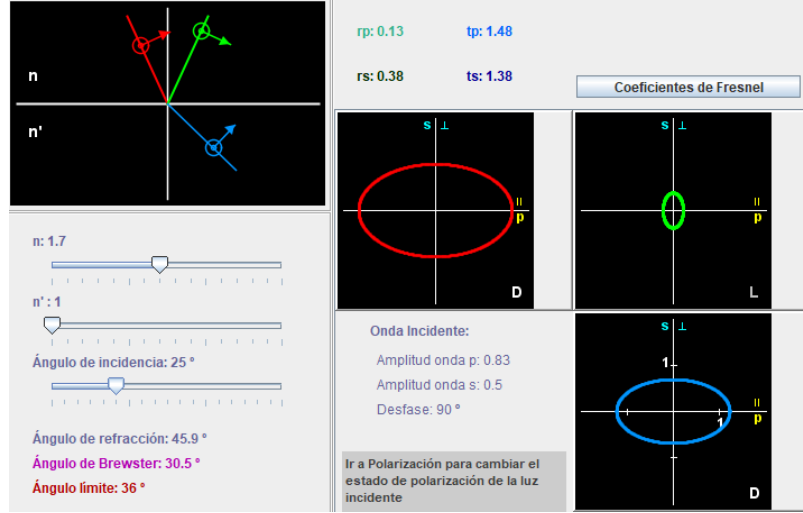 n
n'
rp: 0.13 tp: 1.48
rs: 0.38 ts: 1.38
Coeficientes de Fresnel
S ⊥
=
p
D
S ⊥
=
p
L
n: 1.7
n' : 1
Ángulo de incidencia: 25 º
Ángulo de refracción: 45.9 º
Ángulo de Brewster: 30.5 º
Ángulo límite: 36 º
Onda Incidente:
Amplitud onda p: 0.83
Amplitud onda s: 0.5
Desfase: 90 º
Ir a Polarización para cambiar el
estado de polarización de la luz
incidente
S ⊥
1
=
1
p
D